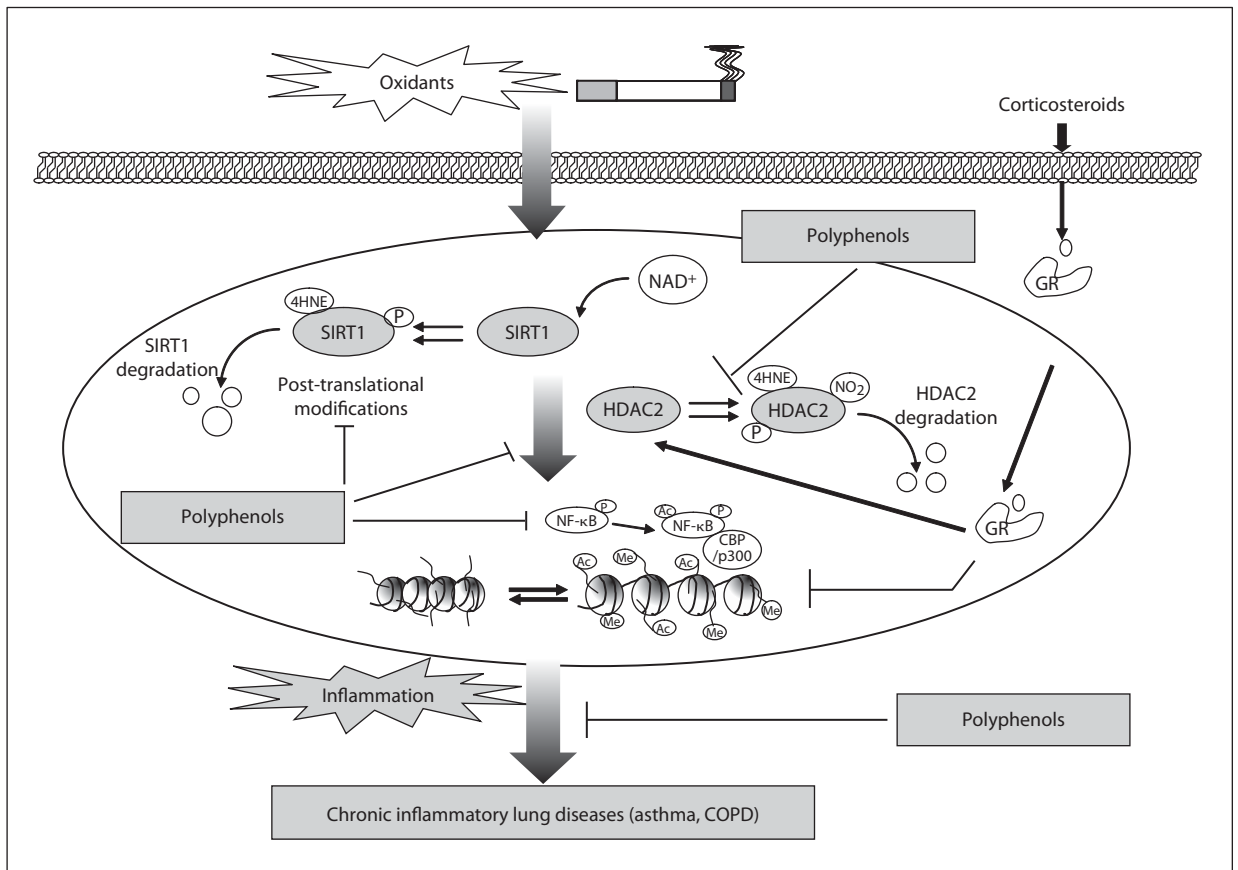 Oxidants
Corticosteroids
Polyphenols
GR
NAD⁺
4HNE
SIRT1
P
SIRT1
SIRT1
degradation
Post-translational
modifications
HDAC2
4HNE
NO₂
HDAC2
P
HDAC2
degradation
Polyphenols
NF-κB
P
Ac
NF-κB
P
CBP
/p300
GR
Ac
Me
Ac
Me
Ac
Me
Me
Inflammation
Polyphenols
Chronic inflammatory lung diseases (asthma, COPD)